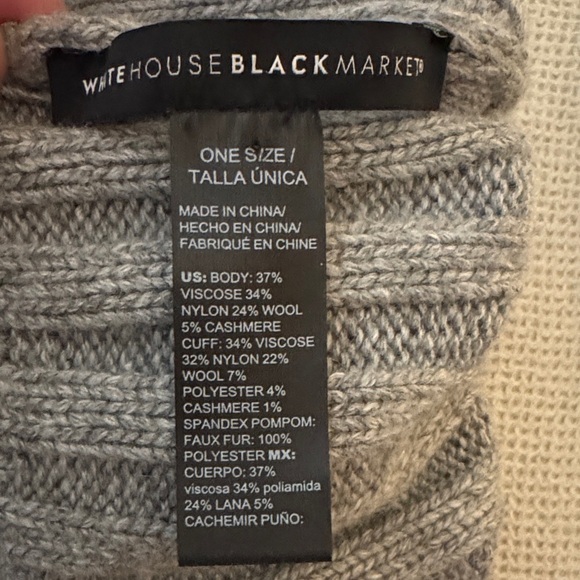 WHITE HOUSE BLACK MARKET®
ONE SIZE /
TALLA ÚNICA
MADE IN CHINA/
HECHO EN CHINA/
FABRIQUÉ EN CHINE
US: BODY: 37%
VISCOSE 34%
NYLON 24% WOOL
5% CASHMERE
CUFF: 34% VISCOSE
32% NYLON 22%
WOOL 7%
POLYESTER 4%
CASHMERE 1%
SPANDEX POMPOM:
FAUX FUR: 100%
POLYESTER MX:
CUERPO: 37%
viscosa 34% poliamida
24% LANA 5%
CACHEMIR PUÑO: